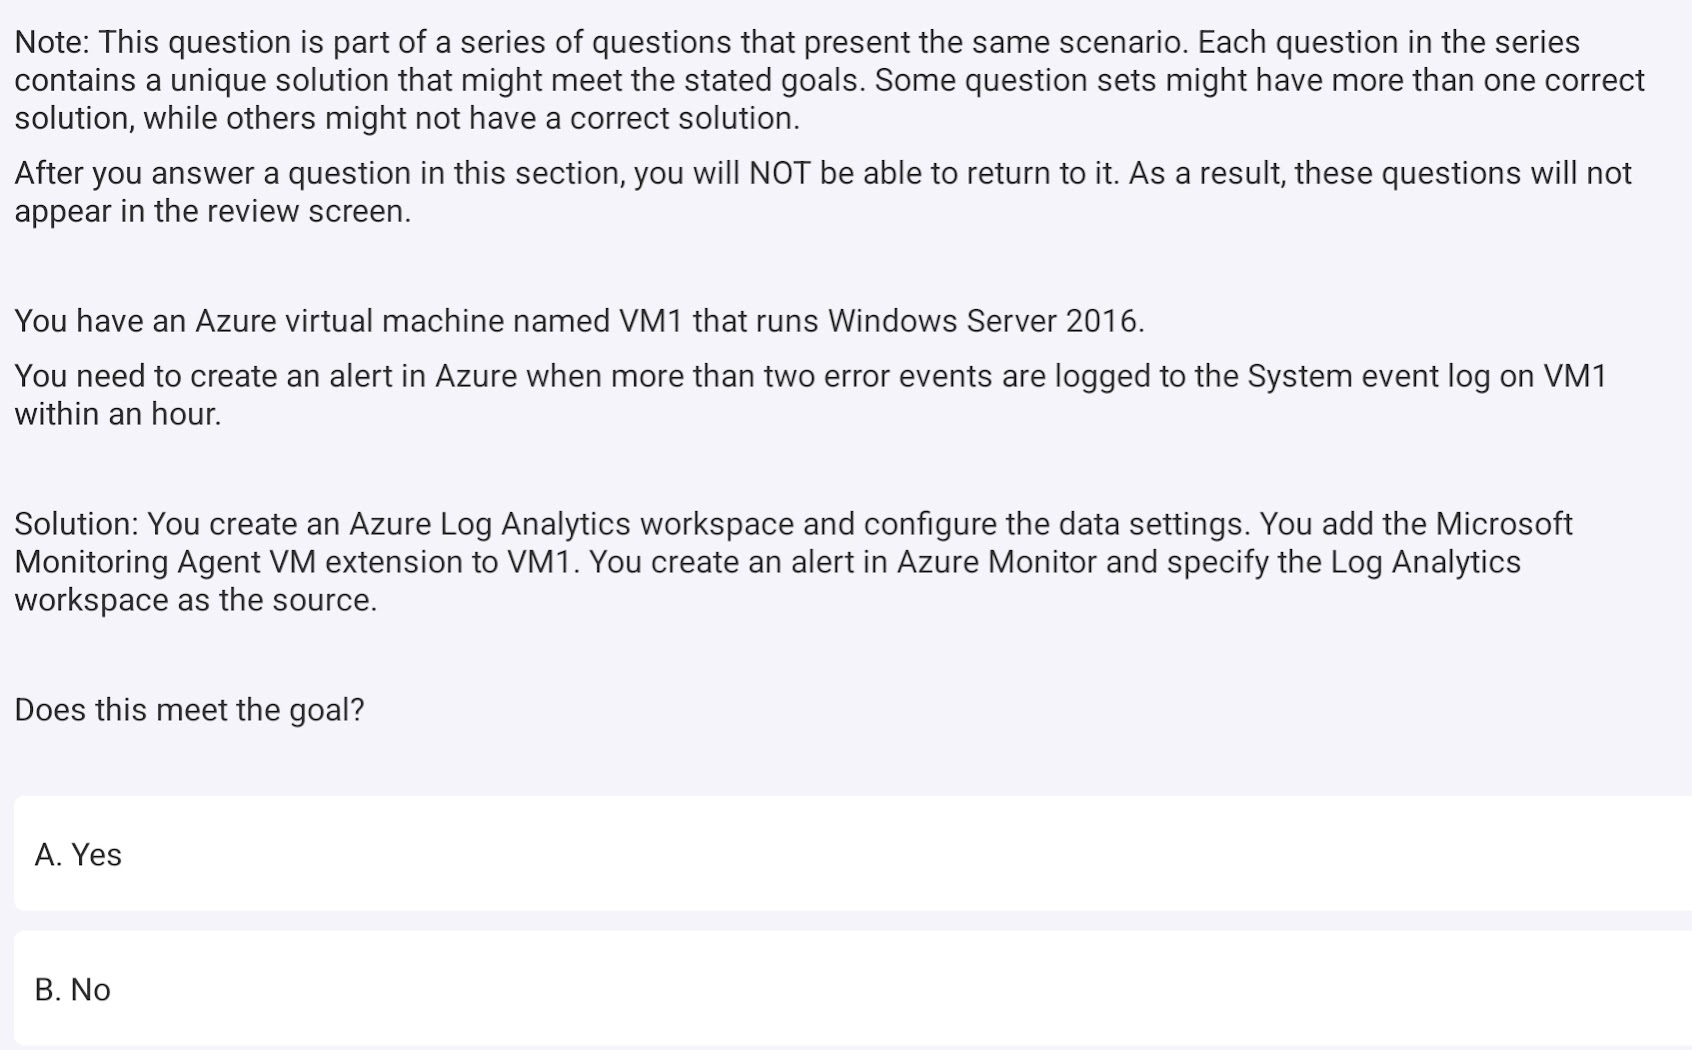 Note: This question is part of a series of questions that present the same scenario. Each question in the series
contains a unique solution that might meet the stated goals. Some question sets might have more than one correct
solution, while others might not have a correct solution.
After you answer a question in this section, you will NOT be able to return to it. As a result, these questions will not
appear in the review screen.
You have an Azure virtual machine named VM1 that runs Windows Server 2016.
You need to create an alert in Azure when more than two error events are logged to the System event log on VM1
within an hour.
Solution: You create an Azure Log Analytics workspace and configure the data settings. You add the Microsoft
Monitoring Agent VM extension to VM1. You create an alert in Azure Monitor and specify the Log Analytics
workspace as the source.
Does this meet the goal?
A. Yes
B. No